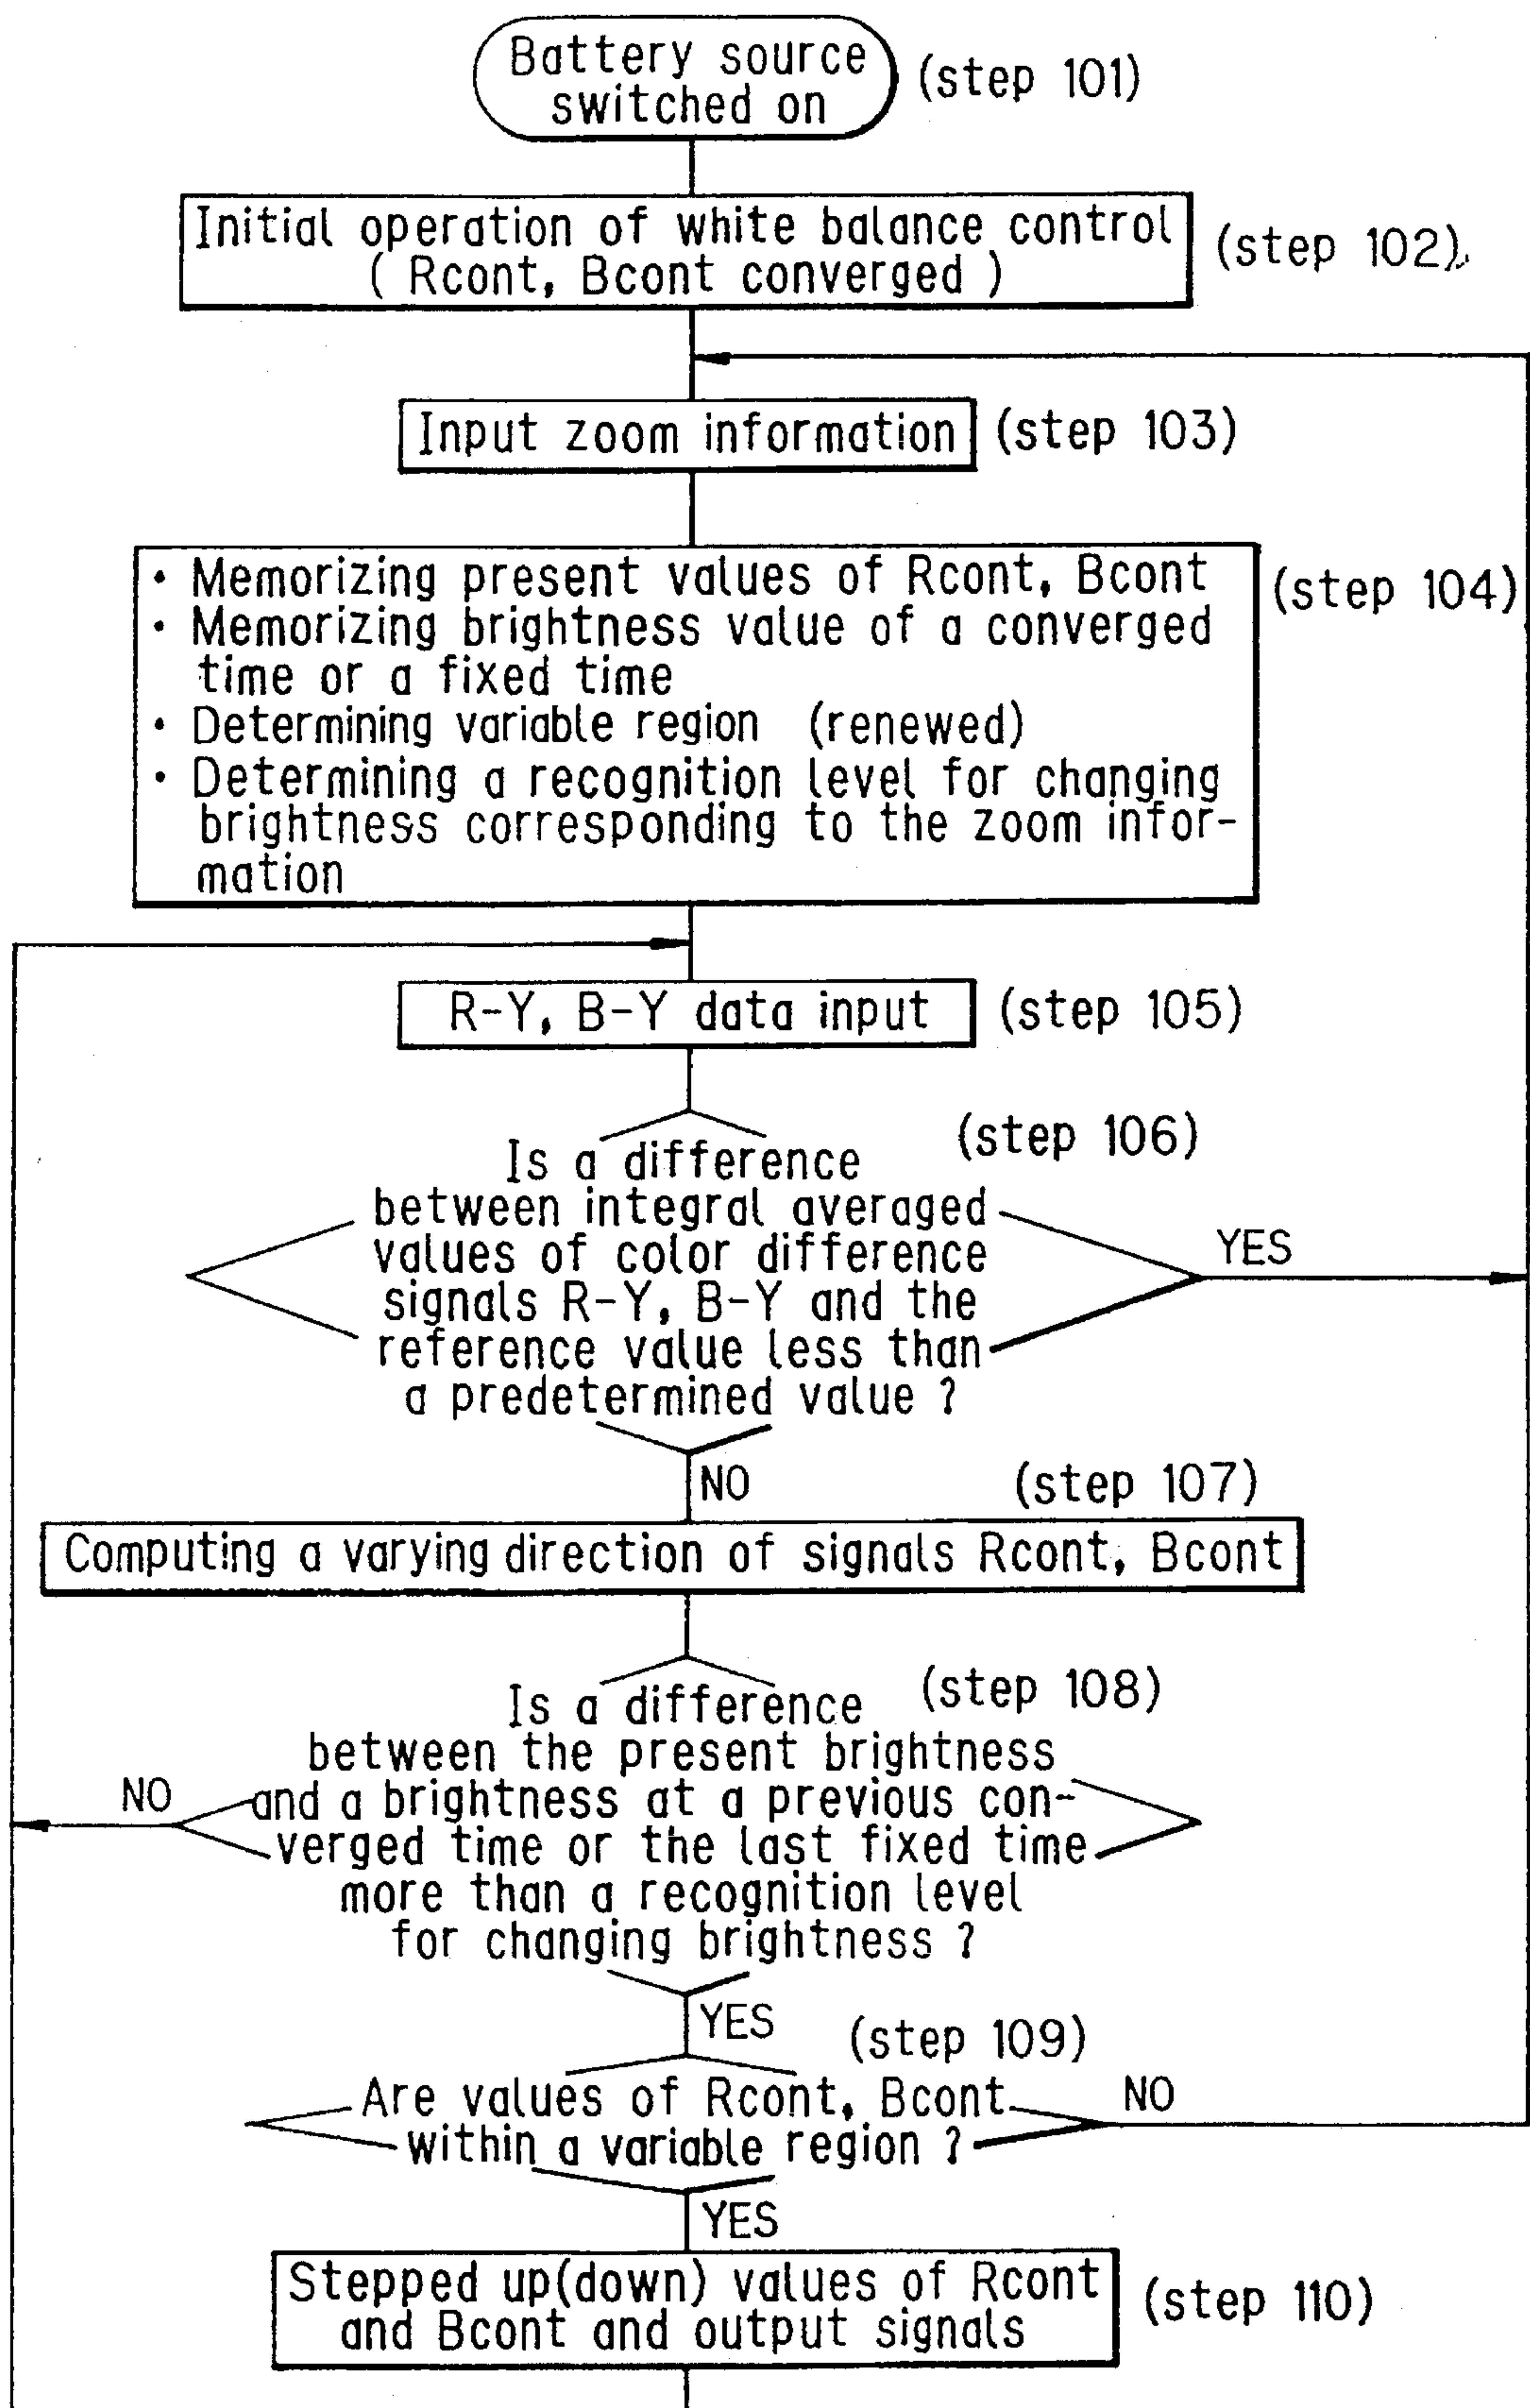 Battery source
switched on
(step 101)
Initial operation of white balance control
( Rcont, Bcont converged )
(step 102)
Input zoom information
(step 103)
• Memorizing present values of Rcont, Bcont
(step 104)
• Memorizing brightness value of a converged
time or a fixed time
• Determining variable region (renewed)
• Determining a recognition level for changing
brightness corresponding to the zoom infor-
mation
R-Y, B-Y data input
(step 105)
(step 106)
Is a difference
between integral averaged
values of color difference
signals R-Y, B-Y and the
reference value less than
a predetermined value ?
YES
NO
(step 107)
Computing a varying direction of signals Rcont, Bcont
(step 108)
Is a difference
between the present brightness
and a brightness at a previous con-
verged time or the last fixed time
more than a recognition level
for changing brightness ?
NO
YES
(step 109)
Are values of Rcont, Bcont
within a variable region ?
NO
YES
Stepped up(down) values of Rcont
and Bcont and output signals
(step 110)